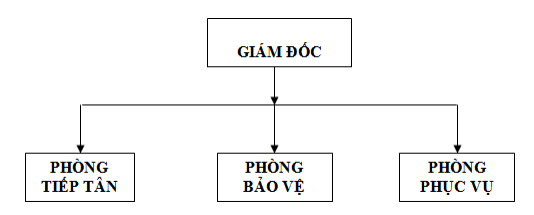 GIÁM ĐỐC
PHÒNG
TIẾP TÂN
PHÒNG
BẢO VỆ
PHÒNG
PHỤC VỤ